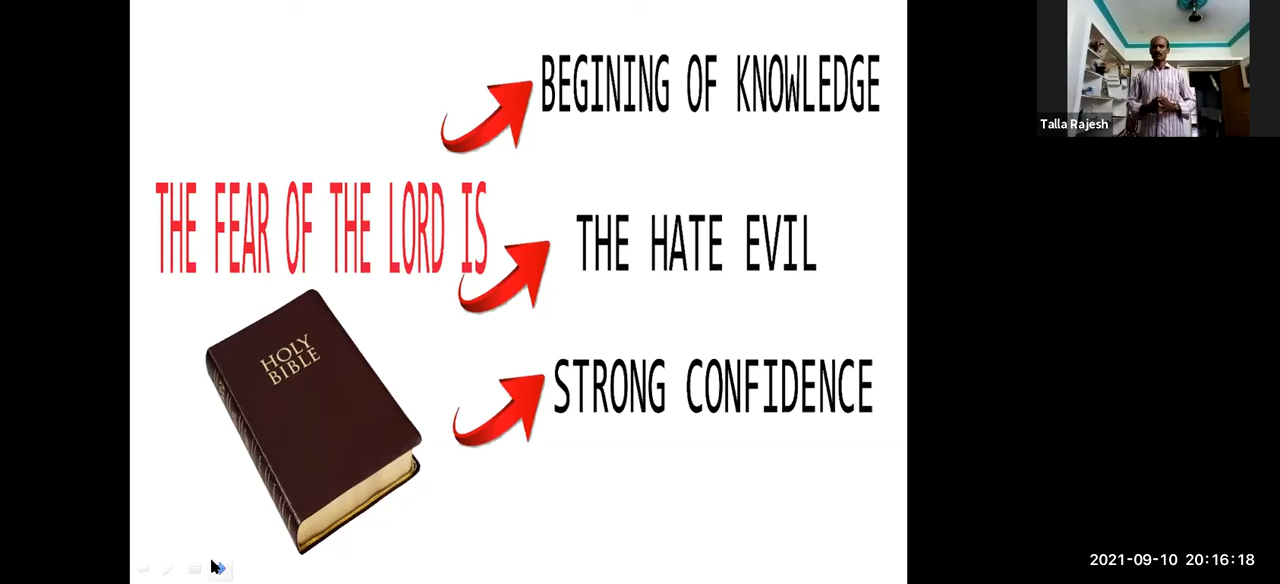 BEGINING OF KNOWLEDGE
THE FEAR OF THE LORD IS
THE HATE EVIL
STRONG CONFIDENCE
HOLY
BIBLE
Talla Rajesh
2021-09-10 20:16:18